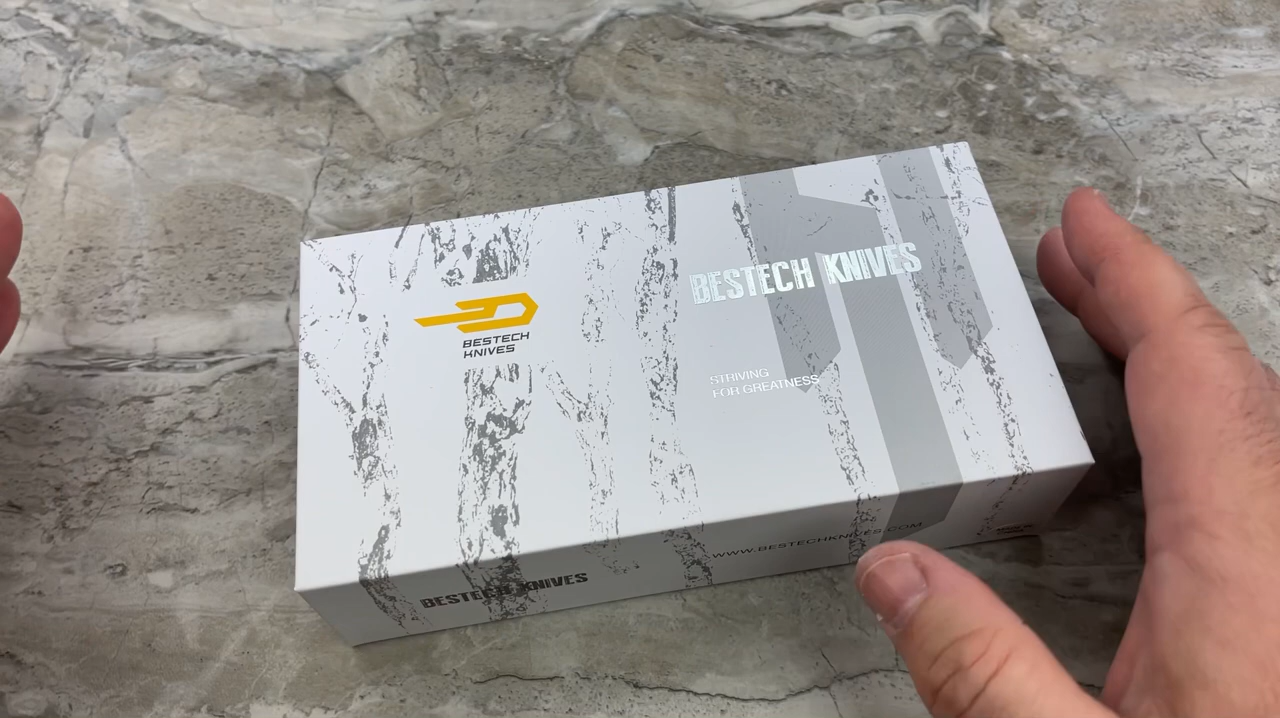 BESTECH KNIVES
BESTECH
KNIVES
STRIVING
FOR GREATNESS
WWW.BESTECHKNIVES.COM
BESTECH KNIVES